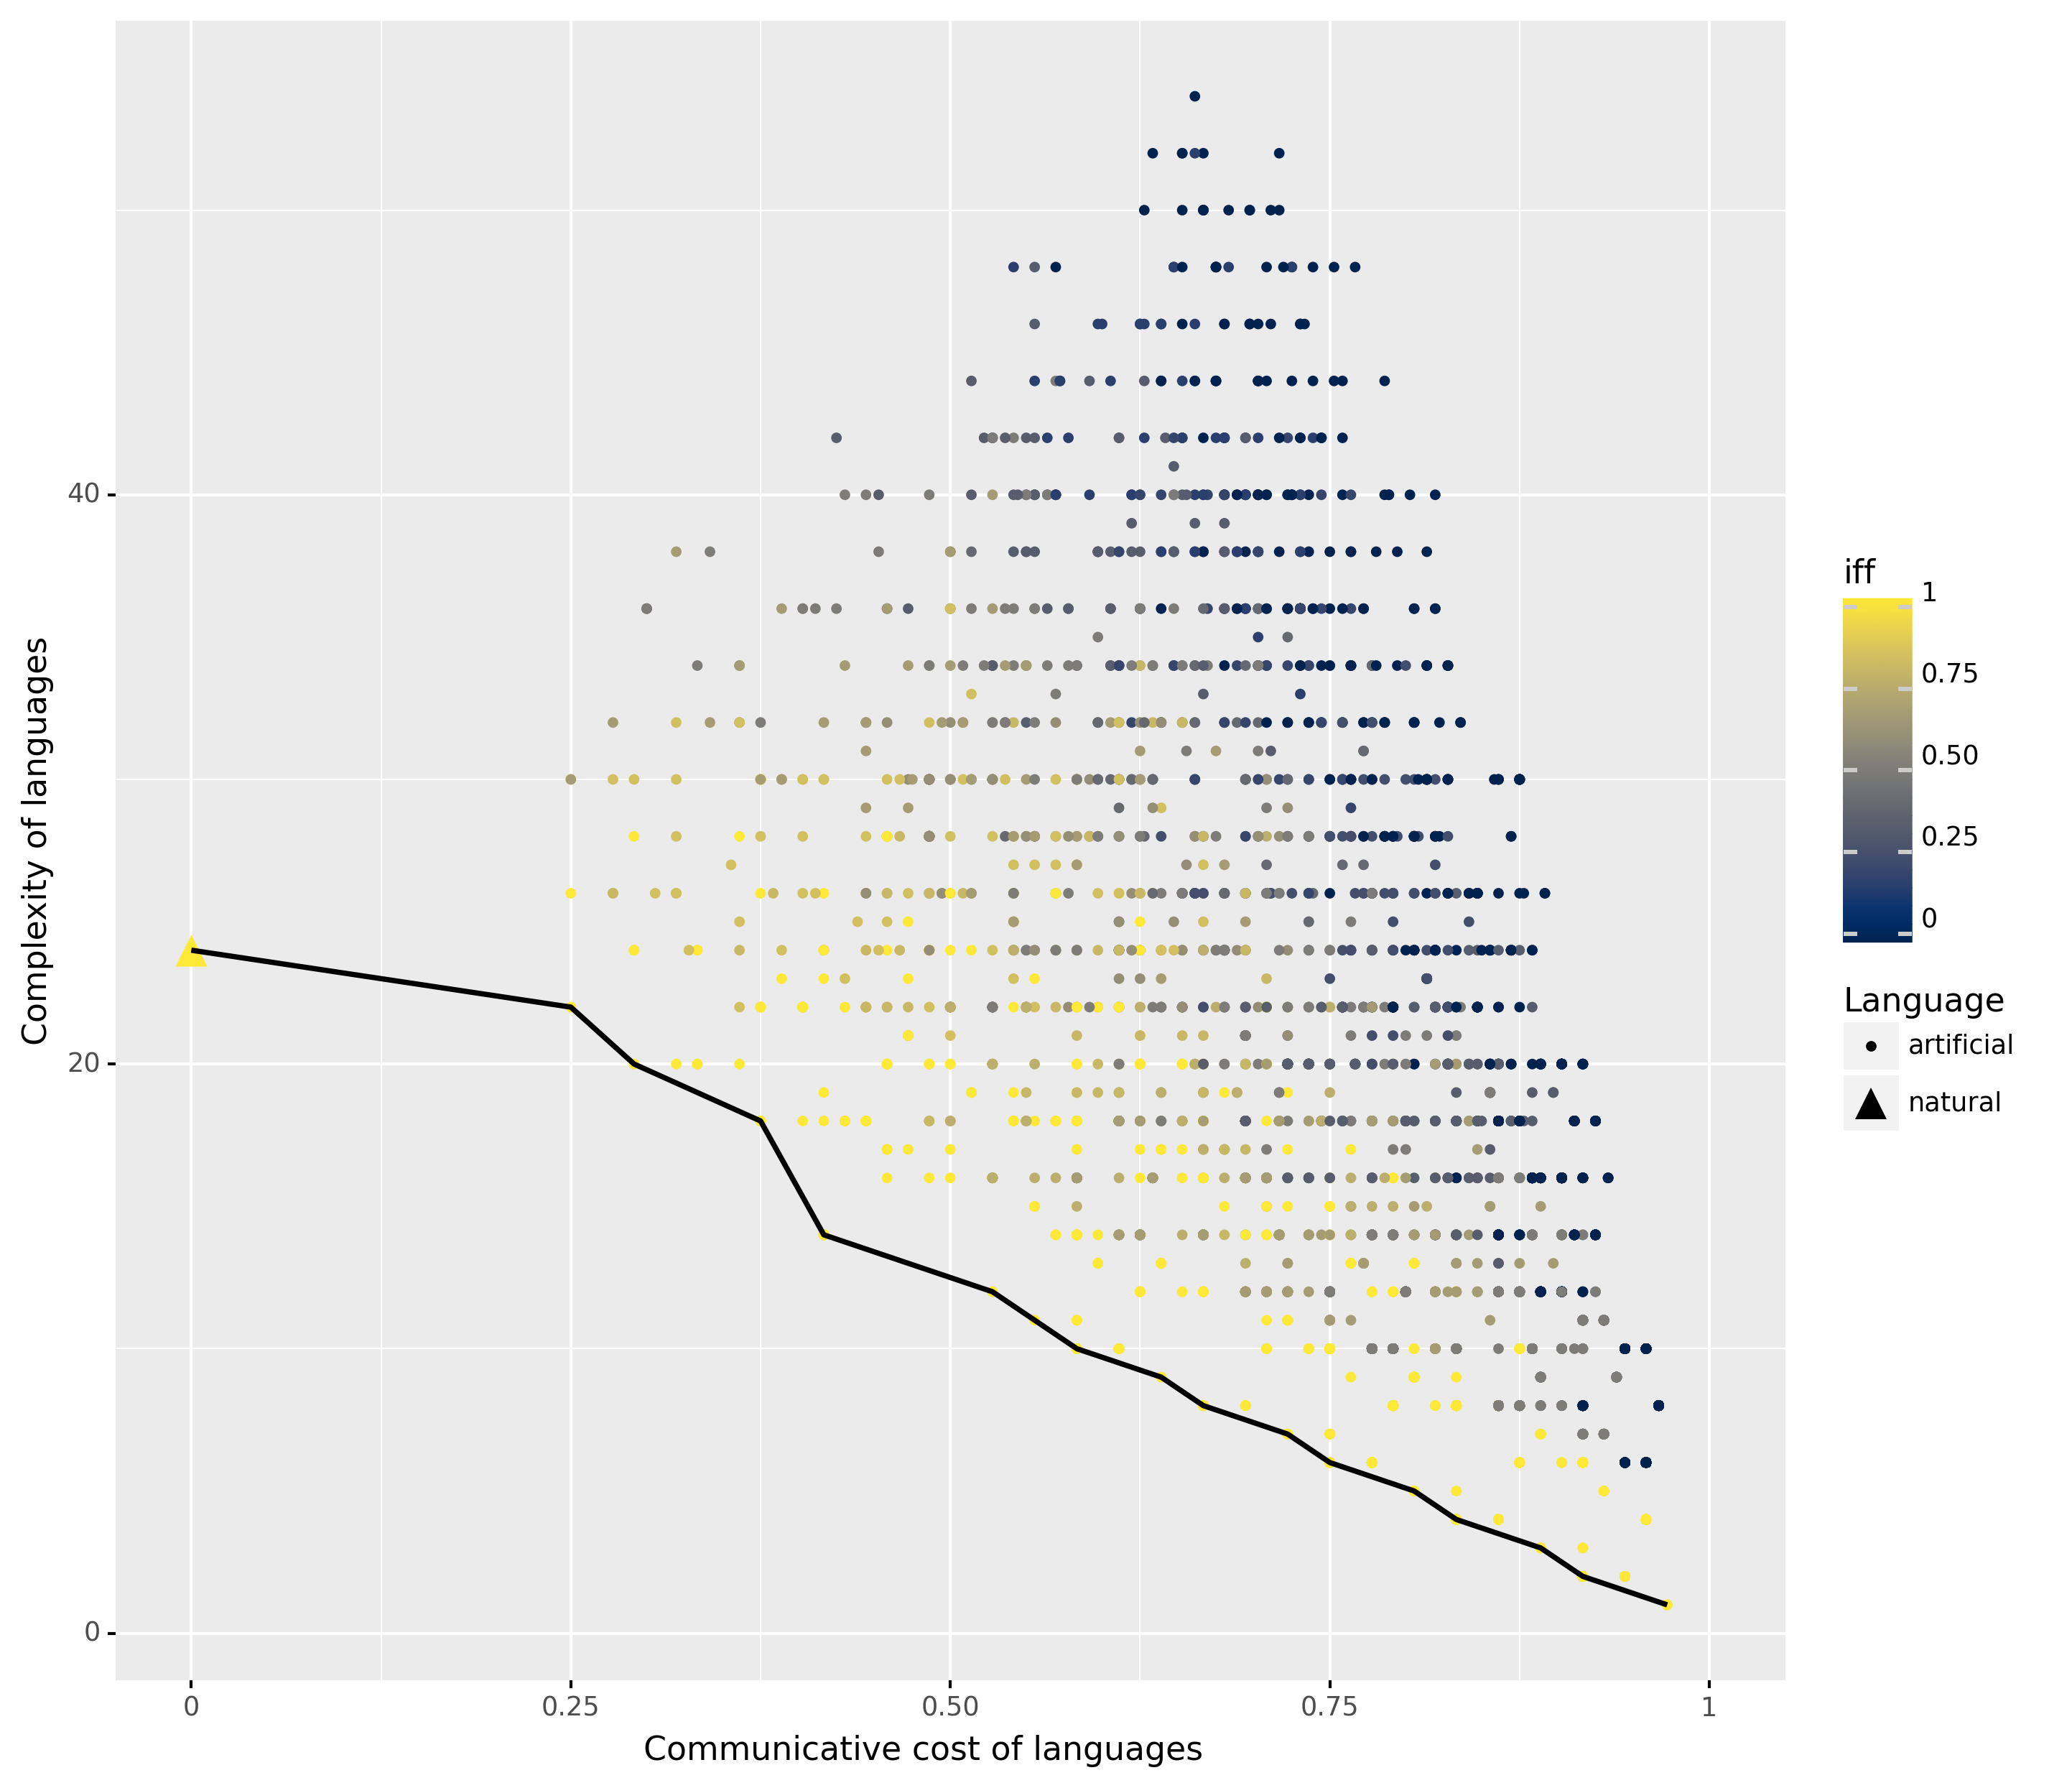 Complexity of languages
40
20
0
0
0.25
0.50
0.75
1
Communicative cost of languages
iff
1
0.75
0.50
0.25
0
Language
artificial
natural